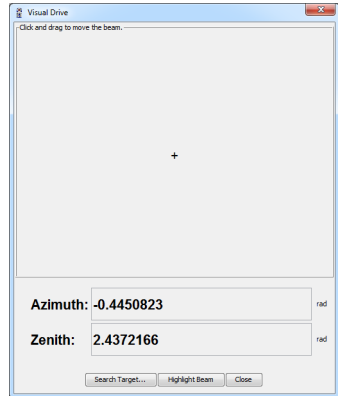 Visual Drive
Click and drag to move the beam.
+
Azimuth: -0.4450823 rad
Zenith: 2.4372166 rad
Search Target... Highlight Beam Close